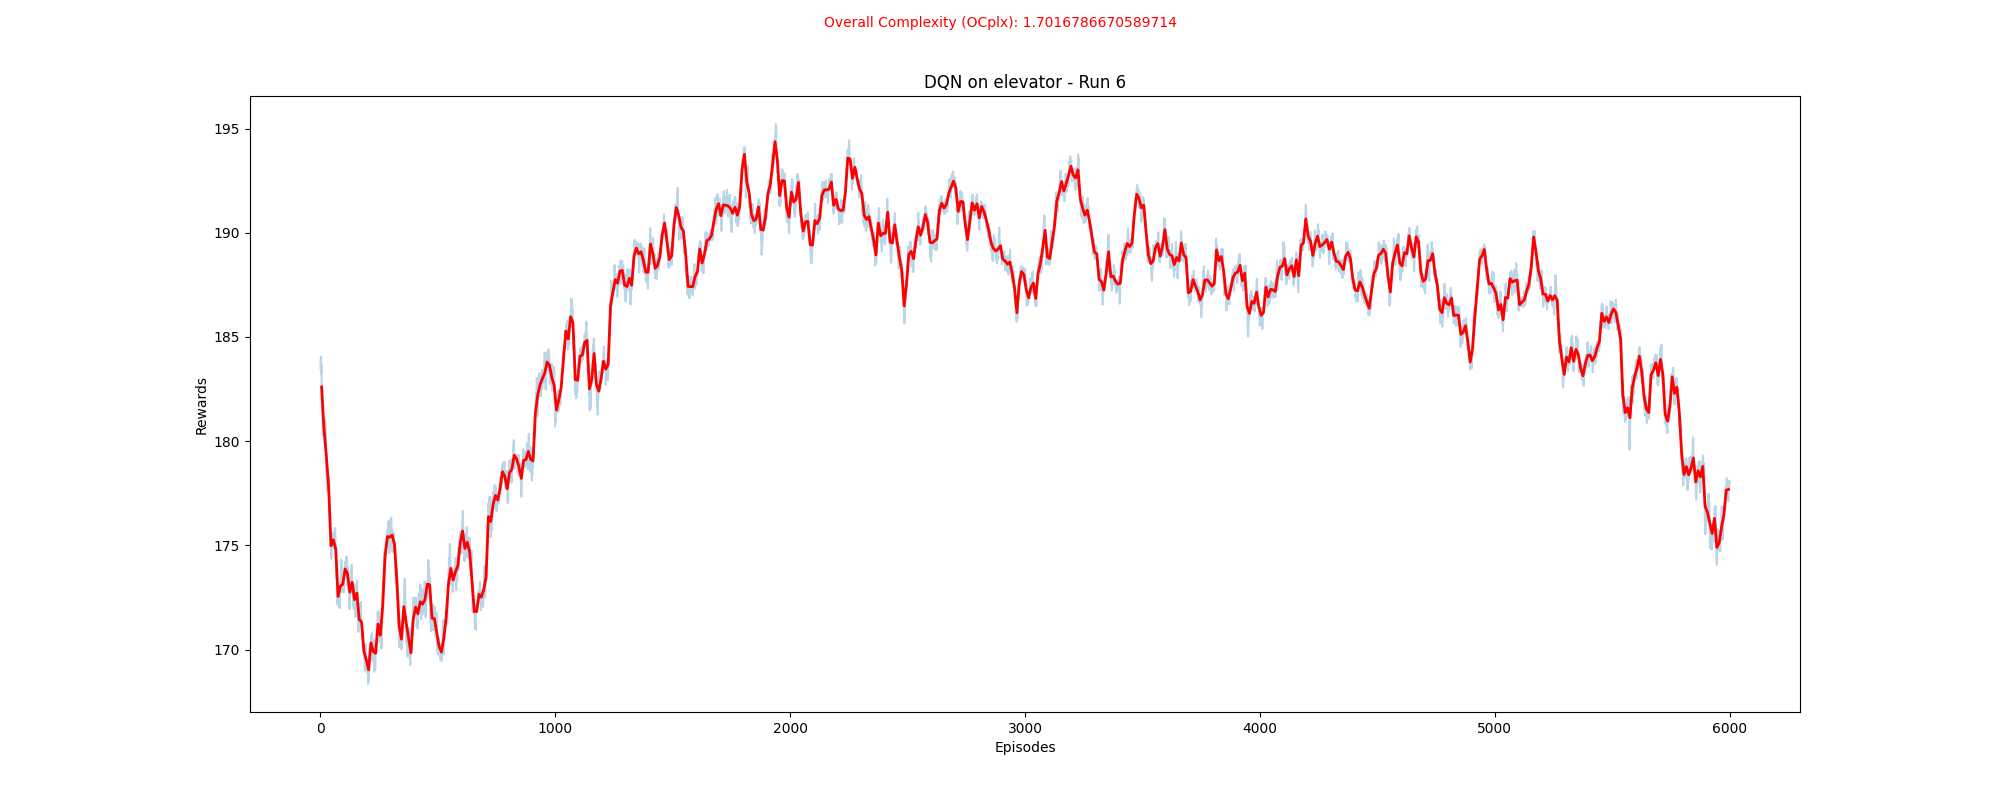 Overall Complexity (OCplx): 1.7016786670589714
DQN on elevator - Run 6
195
190
185
180
175
170
Rewards
0 1000 2000 3000 4000 5000 6000
Episodes